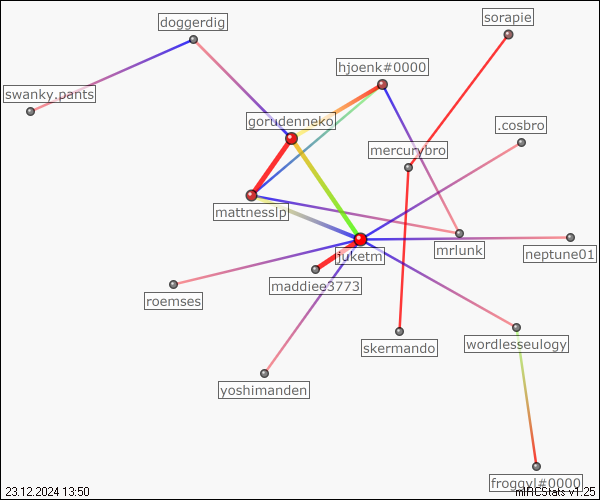 doggerdig
sorapie
hjoenk#0000
swanky.pants
gorudenneko
.cosbro
mercurybro
mattnesslp
mrlunk
juketm
neptune01
maddiee3773
roemses
skermando
wordlesseulogy
yoshimanden
froggyl#0000
23.12.2024 13:50
mIRCStats v1.25